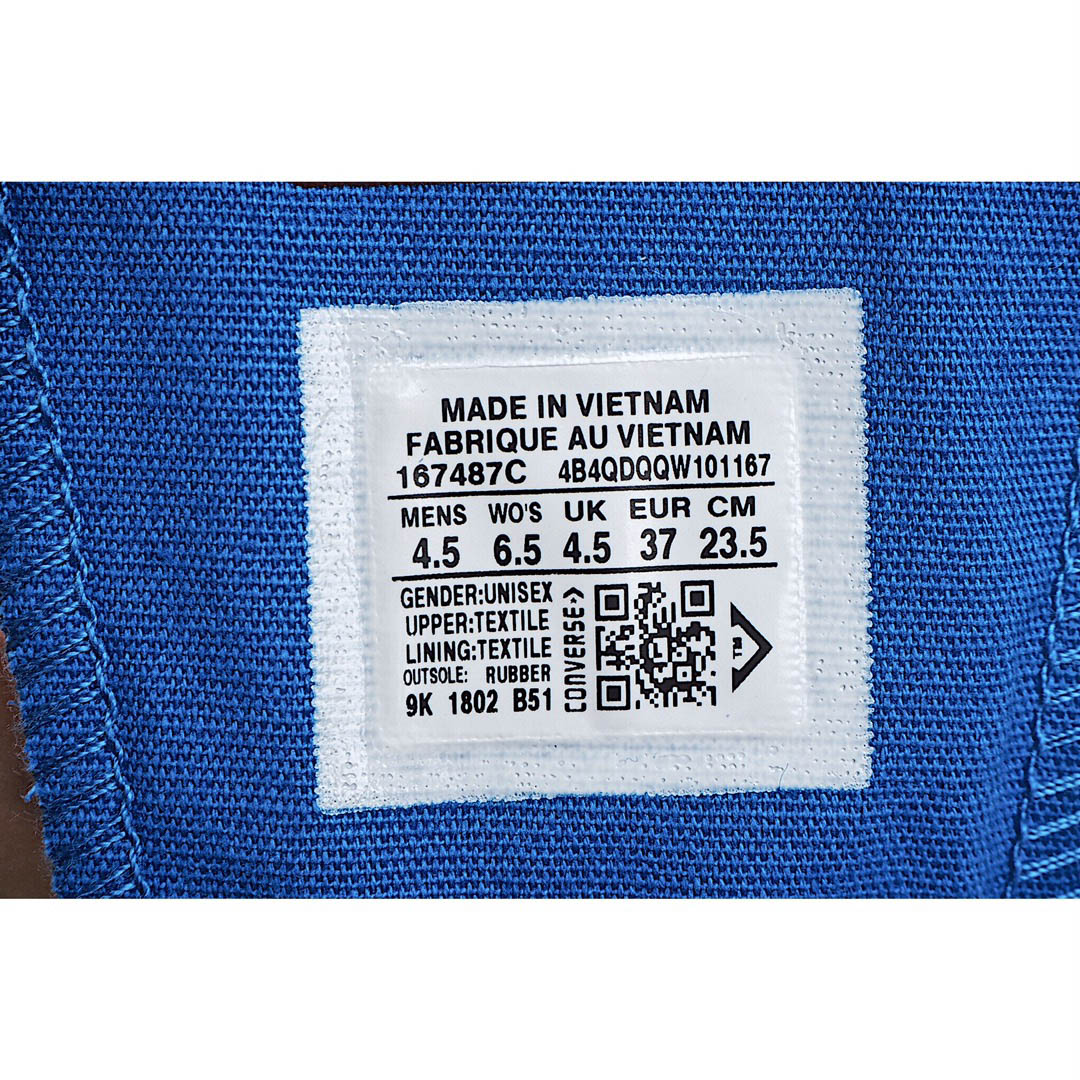 MADE IN VIETNAM
FABRIQUE AU VIETNAM
167487C 4B4QDQQW101167
MENS WO'S UK EUR CM
4.5 6.5 4.5 37 23.5
GENDER:UNISEX
UPPER:TEXTILE
LINING:TEXTILE
OUTSOLE: RUBBER
9K 1802 B51
CONVERSE>